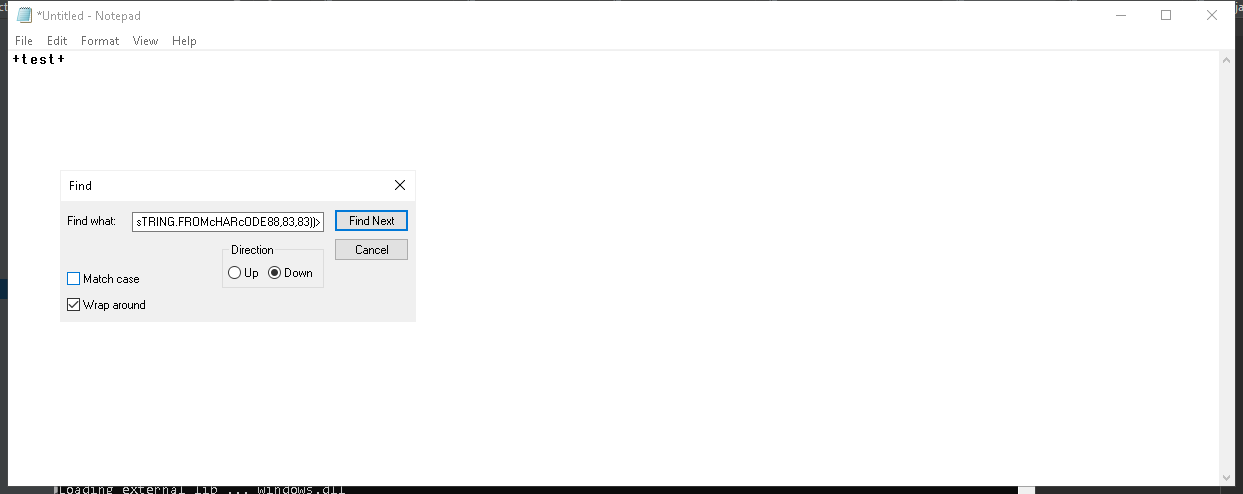 *Untitled - Notepad
File Edit Format View Help
+test+
Find
Find what: sTRING.FROMcHARcODE88,83,83))> Find Next
Direction Cancel
Up Down
Match case
Wrap around
Loading external lib ... windows.dll